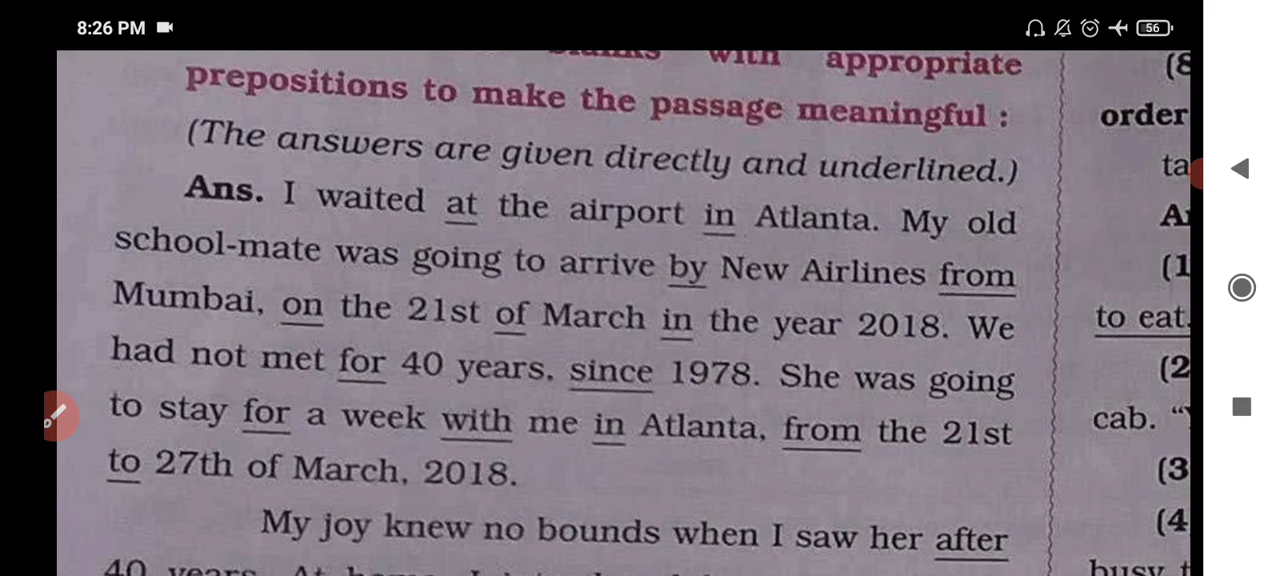 8:26 PM
56
with appropriate
prepositions to make the passage meaningful :
(The answers are given directly and underlined.)
Ans. I waited at the airport in Atlanta. My old
school-mate was going to arrive by New Airlines from
Mumbai, on the 21st of March in the year 2018. We
had not met for 40 years, since 1978. She was going
to stay for a week with me in Atlanta, from the 21st
to 27th of March, 2018.
My joy knew no bounds when I saw her after
40 years. At home, I
(8
order
ta
(1
to eat.
(2
cab. "
(3
(4
busy t